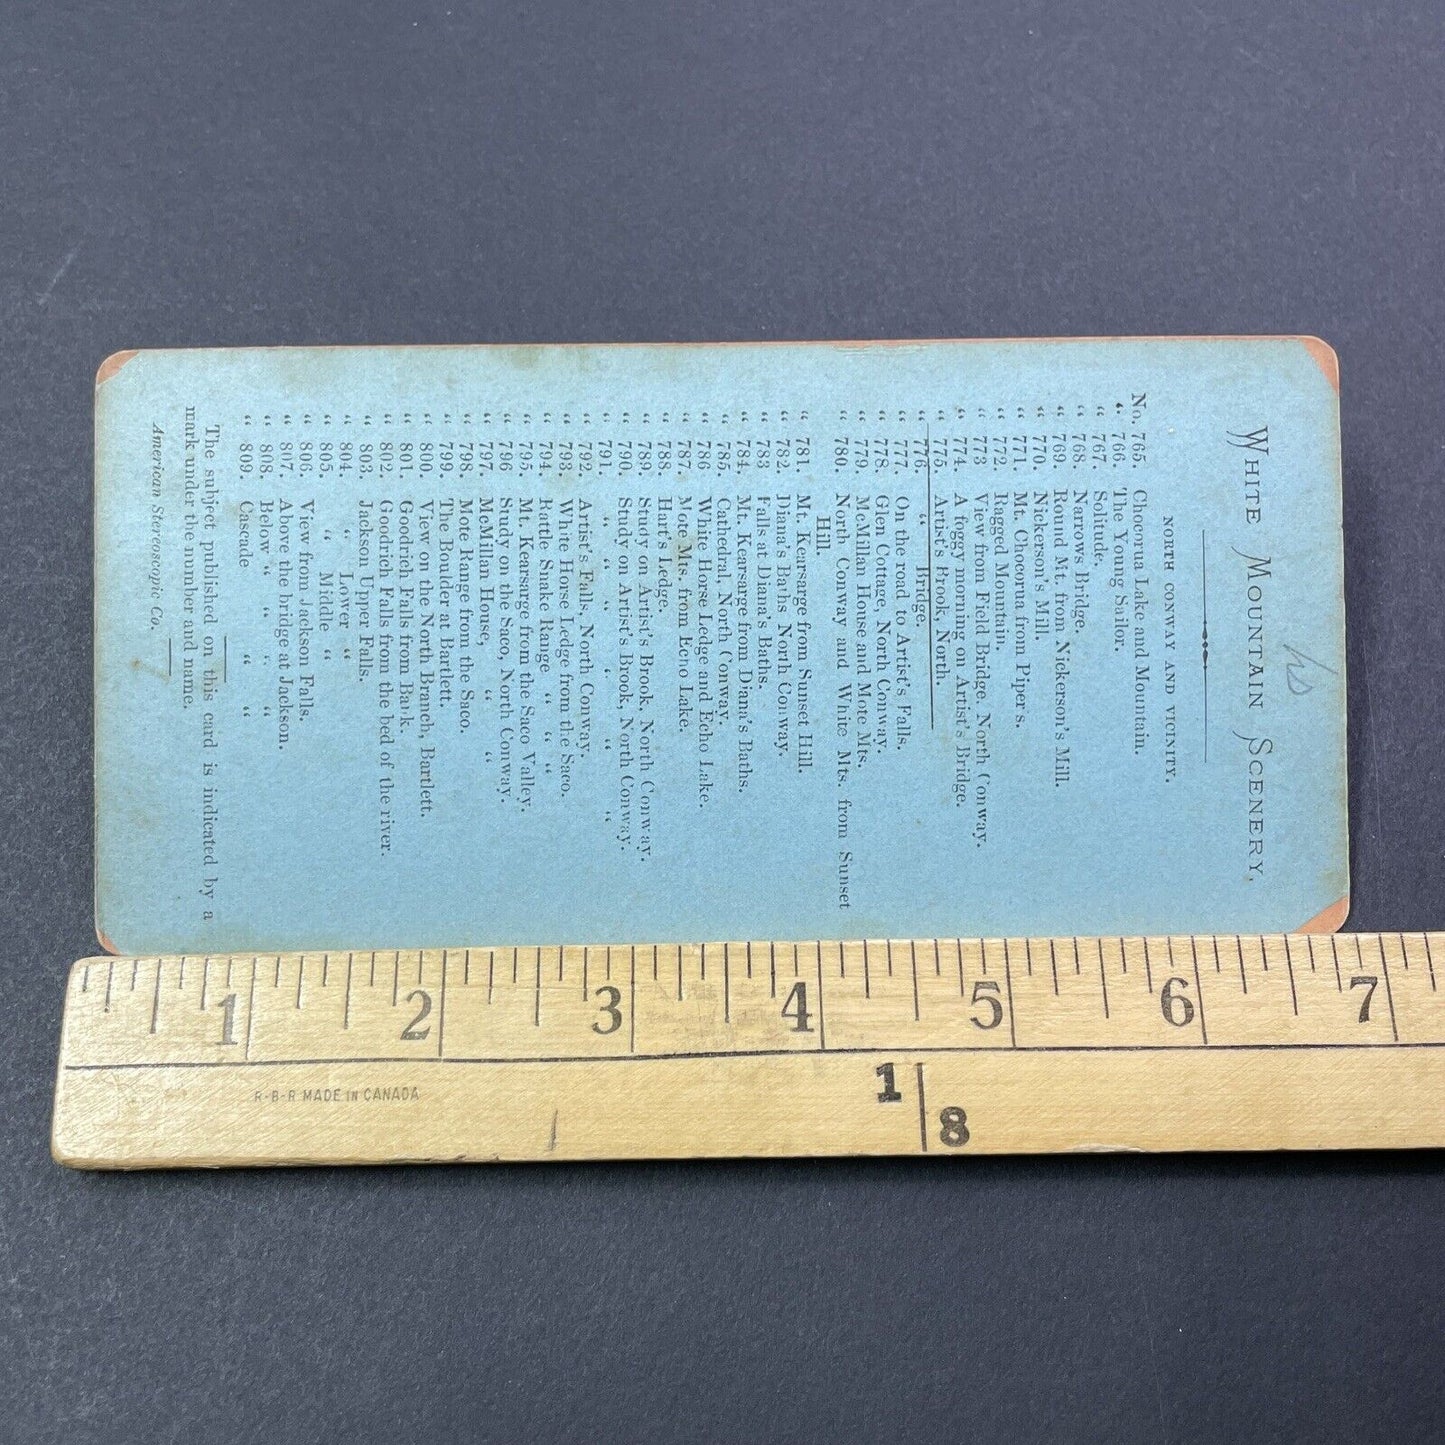 WHITE MOUNTAIN SCENERY,
NORTH CONWAY AND VICINITY.
No. 765. Chocorua Lake and Mountain.
“ 766. The Young Sailor.
“ 767. Solitude.
“ 768. Narrows Bridge.
“ 769. Round Mt. from Nickerson's Mill.
“ 770. Nickerson's Mill.
“ 771. Mt. Chocorua from Piper's.
“ 772. Ragged Mountain.
“ 773 View from Field Bridge. North Conway.
“ 774. A foggy morning on Artist's Bridge.
“ 775. Artist's Brook, North.
“ 776. “ Bridge.
“ 777. On the road to Artist's Falls.
“ 778. Glen Cottage, North Conway.
“ 779. McMillan House and Mote Mts.
“ 780. North Conway and White Mts. from Sunset
Hill.
“ 781. Mt. Kearsarge from Sunset Hill.
“ 782. Diana's Baths North Conway.
“ 783 Falls at Diana's Baths.
“ 784. Mt. Kearsarge from Diana's Baths.
“ 785. Cathedral, North Conway.
“ 786 White Horse Ledge and Echo Lake.
“ 787. Mote Mts. from Echo Lake.
“ 788. Hart's Ledge.
“ 789. Study on Artist's Brook. North Conway.
“ 790. Study on Artist's Brook, North Conway.
“ 791. “ “ “ “ “ “
“ 792. Artist's Falls, North Conway.
“ 793. White Horse Ledge from the Saco.
“ 794. Rattle Snake Range “ “ “
“ 795. Mt. Kearsarge from the Saco Valley.
“ 796 Study on the Saco, North Conway.
“ 797. McMillan House, “ “
“ 798. Mote Range from the Saco.
“ 799. The Boulder at Bartlett.
“ 800. View on the North Branch, Bartlett.
“ 801. Goodrich Falls from Bank.
“ 802. Goodrich Falls from the bed of the river.
“ 803. Jackson Upper Falls.
“ 804. “ Lower “
“ 805. “ Middle “
“ 806. View from Jackson Falls.
“ 807. Above the bridge at Jackson.
“ 808. Below “ “ “ “
“ 809. Cascade “ “
The subject published on this card is indicated by a
mark under the number and name.
American Stereoscopic Co.
1 2 3 4 5 6 7
R-B-R MADE IN CANADA
1
8